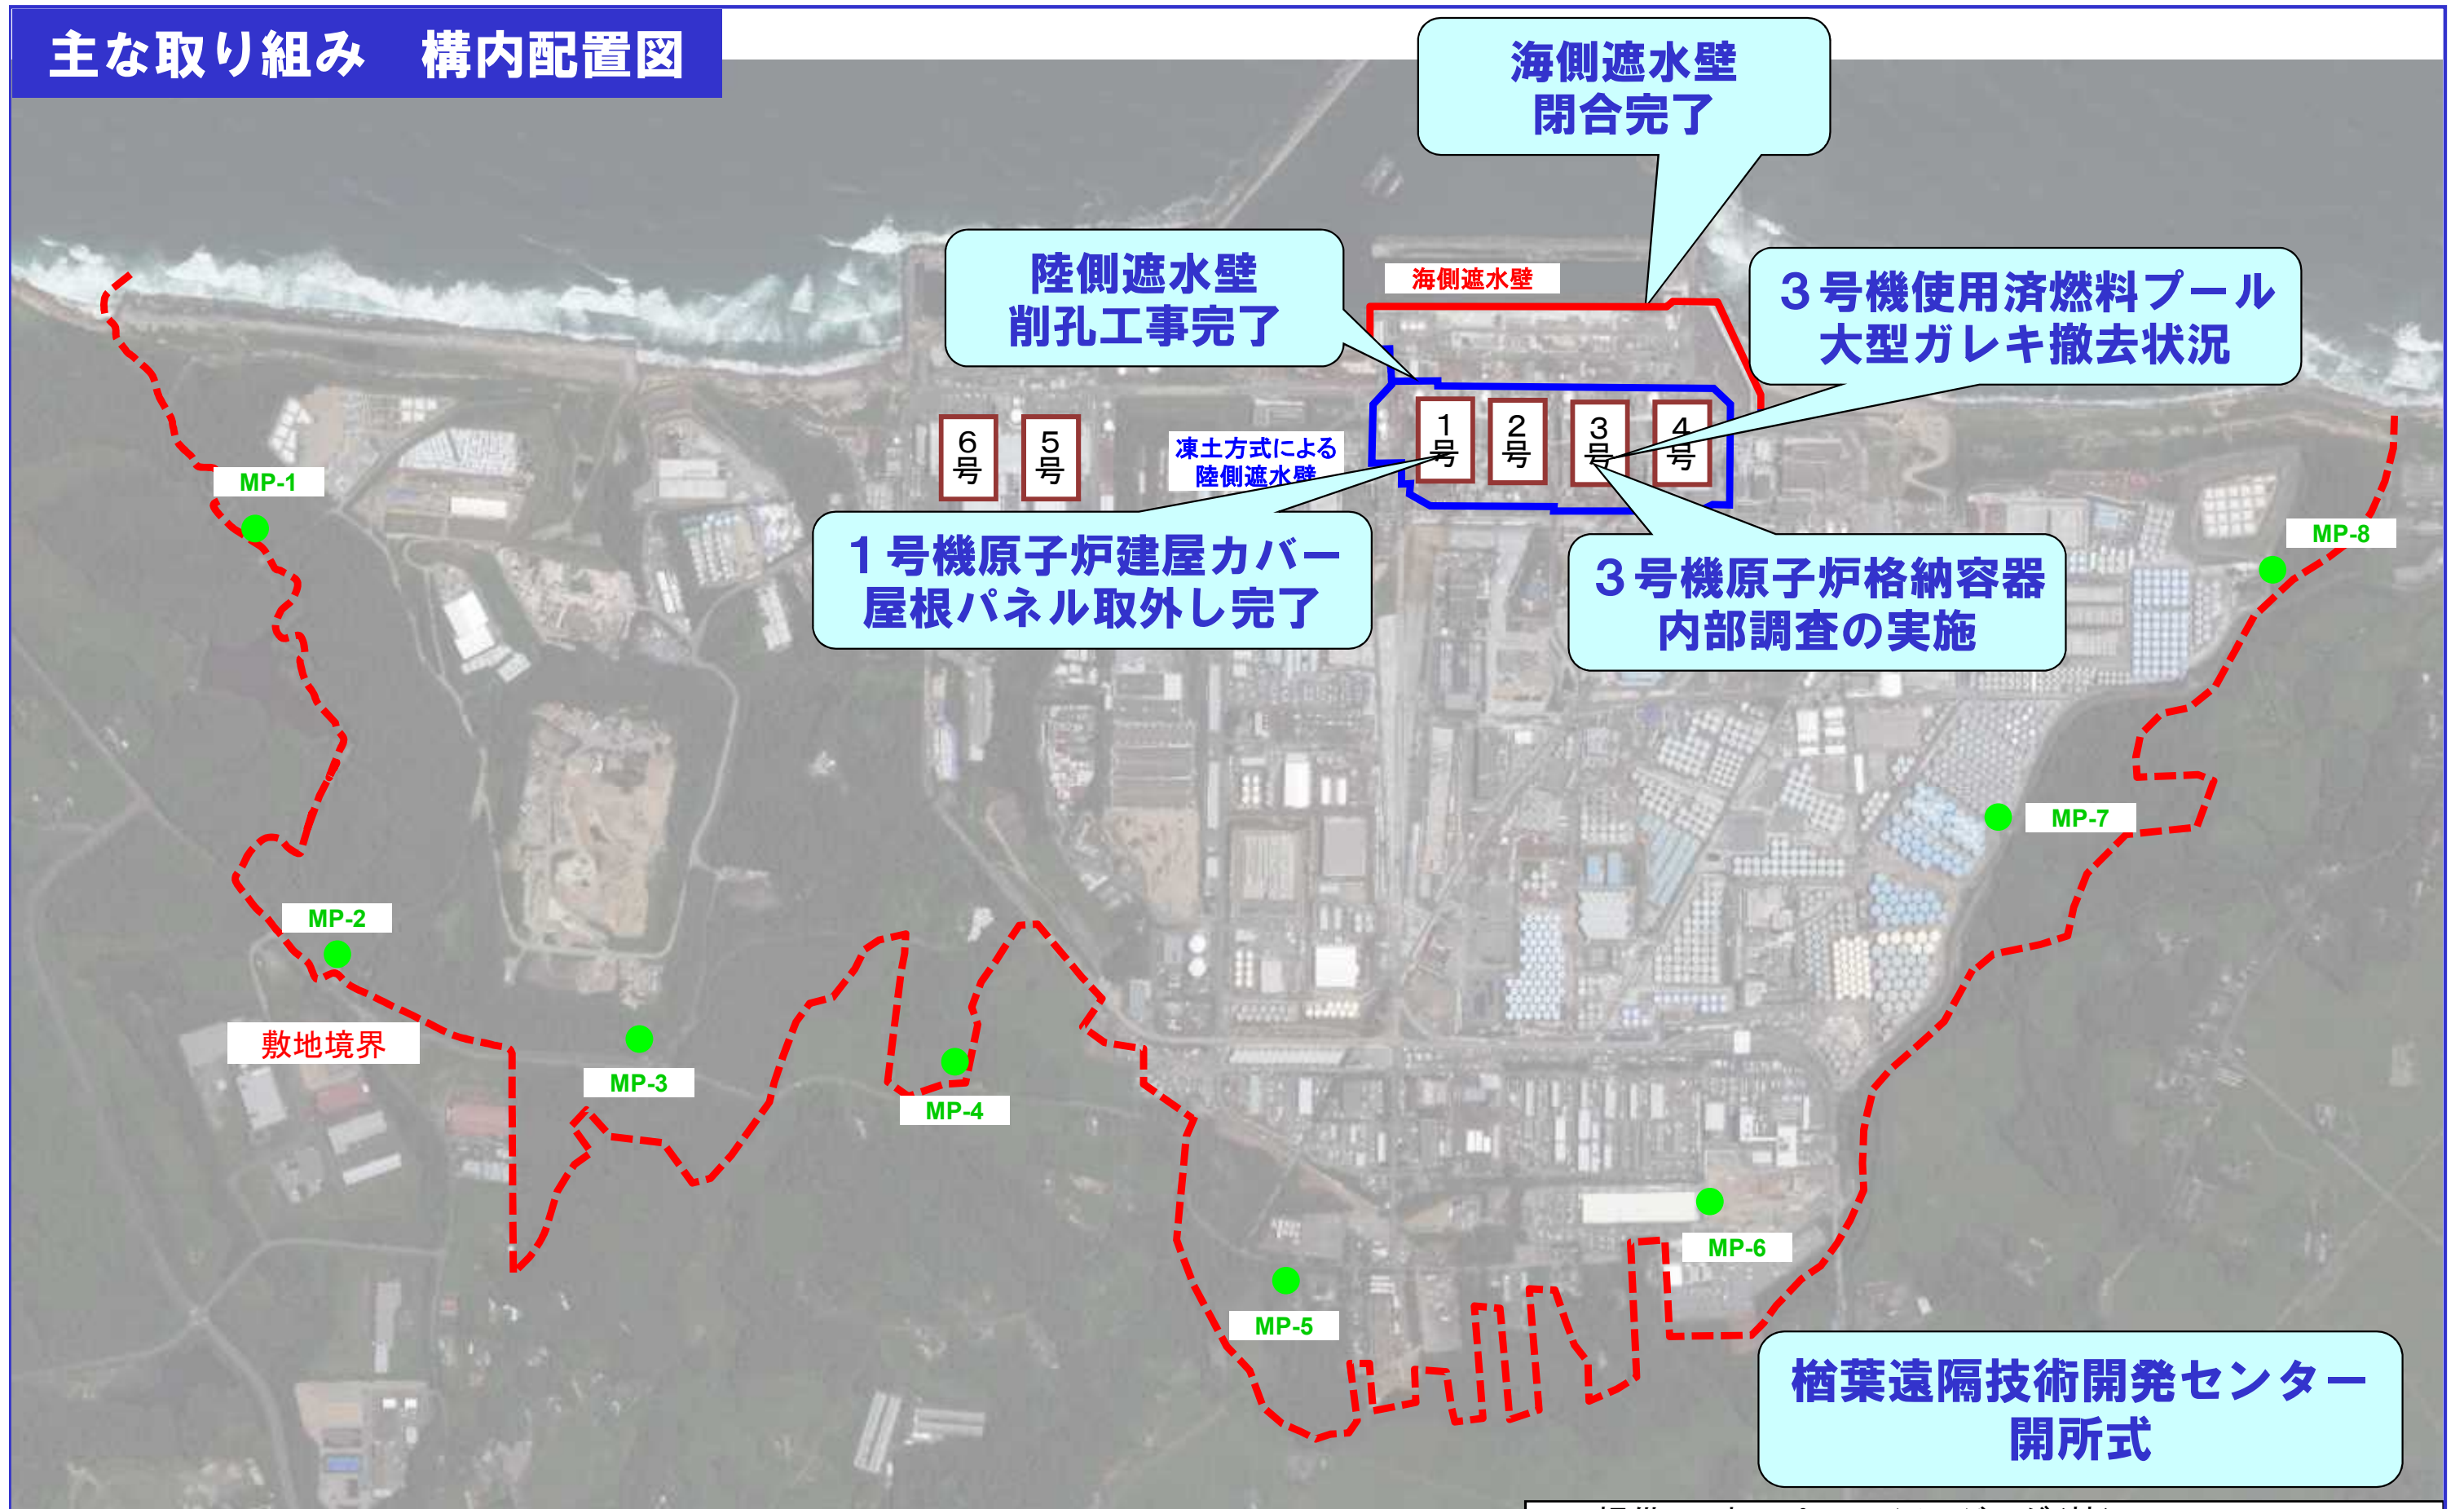 主な取り組み　構内配置図
海側遮水壁
閉合完了
陸側遮水壁
削孔工事完了
海側遮水壁
３号機使用済燃料プール
大型ガレキ撤去状況
6号
5号
凍土方式による
陸側遮水壁
1号
2号
3号
4号
１号機原子炉建屋カバー
屋根パネル取外し完了
３号機原子炉格納容器
内部調査の実施
MP-1
MP-8
MP-7
MP-2
敷地境界
MP-3
MP-4
MP-6
MP-5
楢葉遠隔技術開発センター
開所式